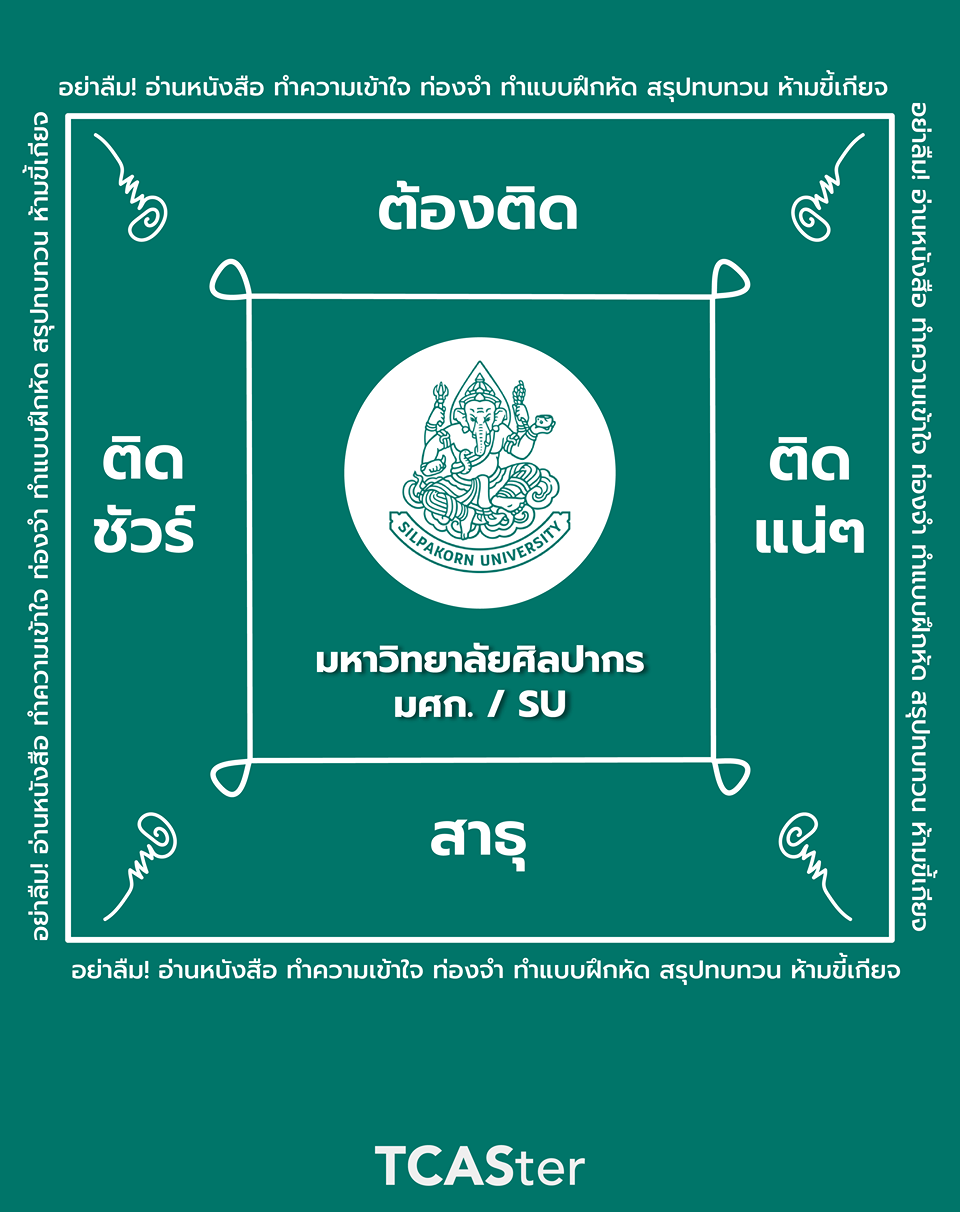 อย่าลืม! อ่านหนังสือ ทำความเข้าใจ ท่องจำ ทำแบบฝึกหัด สรุปทบทวน ห้ามขี้เกียจ
อย่าลืม! อ่านหนังสือ ทำความเข้าใจ ท่องจำ ทำแบบฝึกหัด สรุปทบทวน ห้ามขี้เกียจ
อย่าลืม! อ่านหนังสือ ทำความเข้าใจ ท่องจำ ทำแบบฝึกหัด สรุปทบทวน ห้ามขี้เกียจ
ต้องติด
ติด
ชัวร์
ติด
แน่ๆ
SILPAKORN UNIVERSITY
มหาวิทยาลัยศิลปากร
มศก. / SU
สาธุ
อย่าลืม! อ่านหนังสือ ทำความเข้าใจ ท่องจำ ทำแบบฝึกหัด สรุปทบทวน ห้ามขี้เกียจ
TCASter